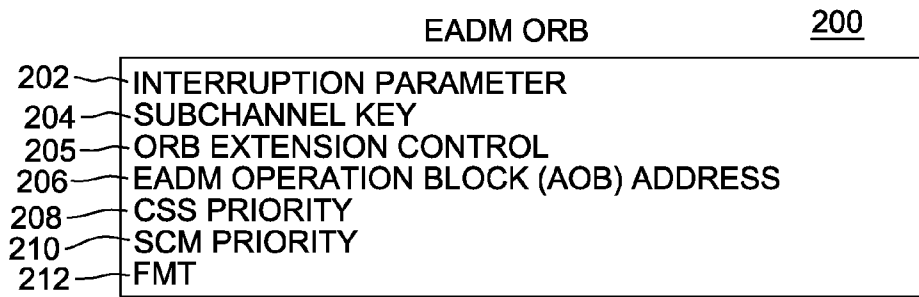 EADM ORB 200
202 INTERRUPTION PARAMETER
204 SUBCHANNEL KEY
205 ORB EXTENSION CONTROL
206 EADM OPERATION BLOCK (AOB) ADDRESS
208 CSS PRIORITY
210 SCM PRIORITY
212 FMT